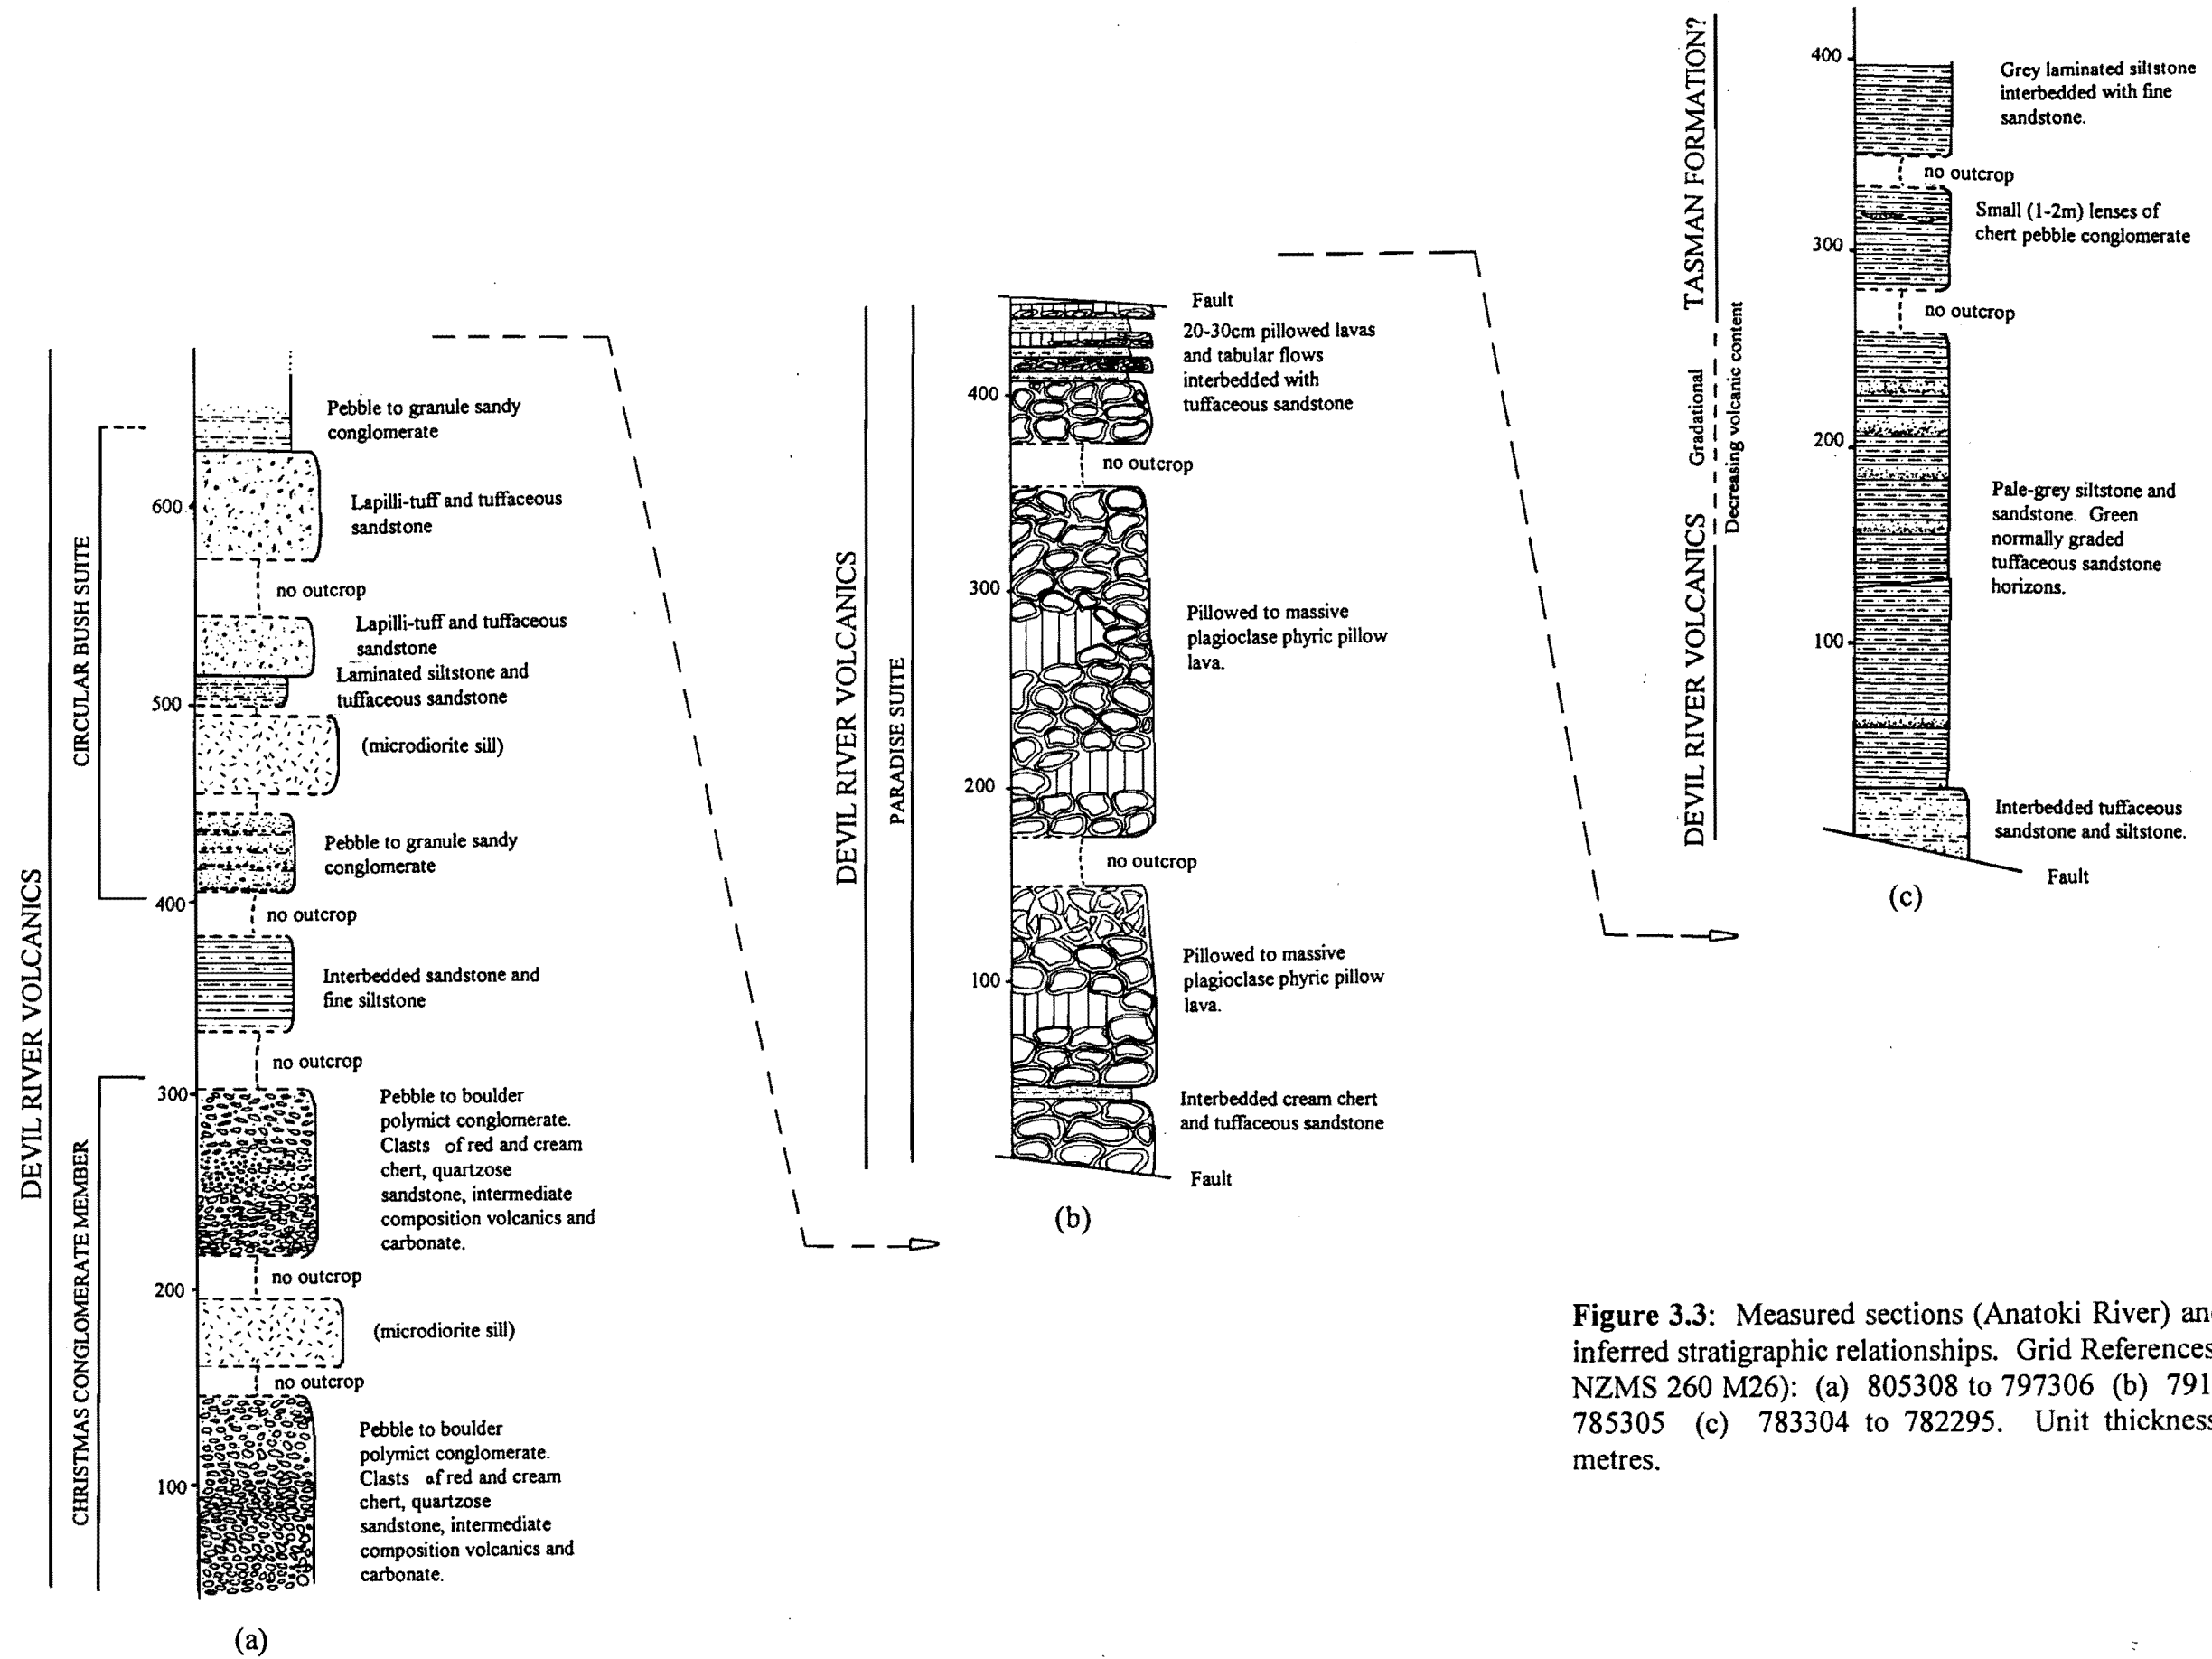 DEVIL RIVER VOLCANICS
CIRCULAR BUSH SUITE
CHRISTMAS CONGLOMERATE MEMBER
Pebble to granule sandy
conglomerate
600
Lapilli-tuff and tuffaceous
sandstone
no outcrop
Lapilli-tuff and tuffaceous
sandstone
Laminated siltstone and
tuffaceous sandstone
500
(microdiorite sill)
Pebble to granule sandy
conglomerate
400
no outcrop
Interbedded sandstone and
fine siltstone
no outcrop
300
Pebble to boulder
polymict conglomerate.
Clasts of red and cream
chert, quartzose
sandstone, intermediate
composition volcanics and
carbonate.
no outcrop
200
(microdiorite sill)
no outcrop
Pebble to boulder
polymict conglomerate.
Clasts of red and cream
chert, quartzose
sandstone, intermediate
composition volcanics and
carbonate.
100
(a)
DEVIL RIVER VOLCANICS
PARADISE SUITE
Fault
20-30cm pillowed lavas
and tabular flows
interbedded with
tuffaceous sandstone
400
no outcrop
300
Pillowed to massive
plagioclase phyric pillow
lava.
200
no outcrop
Pillowed to massive
plagioclase phyric pillow
lava.
100
Interbedded cream chert
and tuffaceous sandstone
Fault
(b)
TASMAN FORMATION?
Gradational
Decreasing volcanic content
DEVIL RIVER VOLCANICS
400
Grey laminated siltstone
interbedded with fine
sandstone.
no outcrop
Small (1-2m) lenses of
chert pebble conglomerate
300
no outcrop
200
Pale-grey siltstone and
sandstone. Green
normally graded
tuffaceous sandstone
horizons.
100
Interbedded tuffaceous
sandstone and siltstone.
Fault
(c)
Figure 3.3: Measured sections (Anatoki River) an
inferred stratigraphic relationships. Grid References
NZMS 260 M26): (a) 805308 to 797306 (b) 791
785305 (c) 783304 to 782295. Unit thickness
metres.